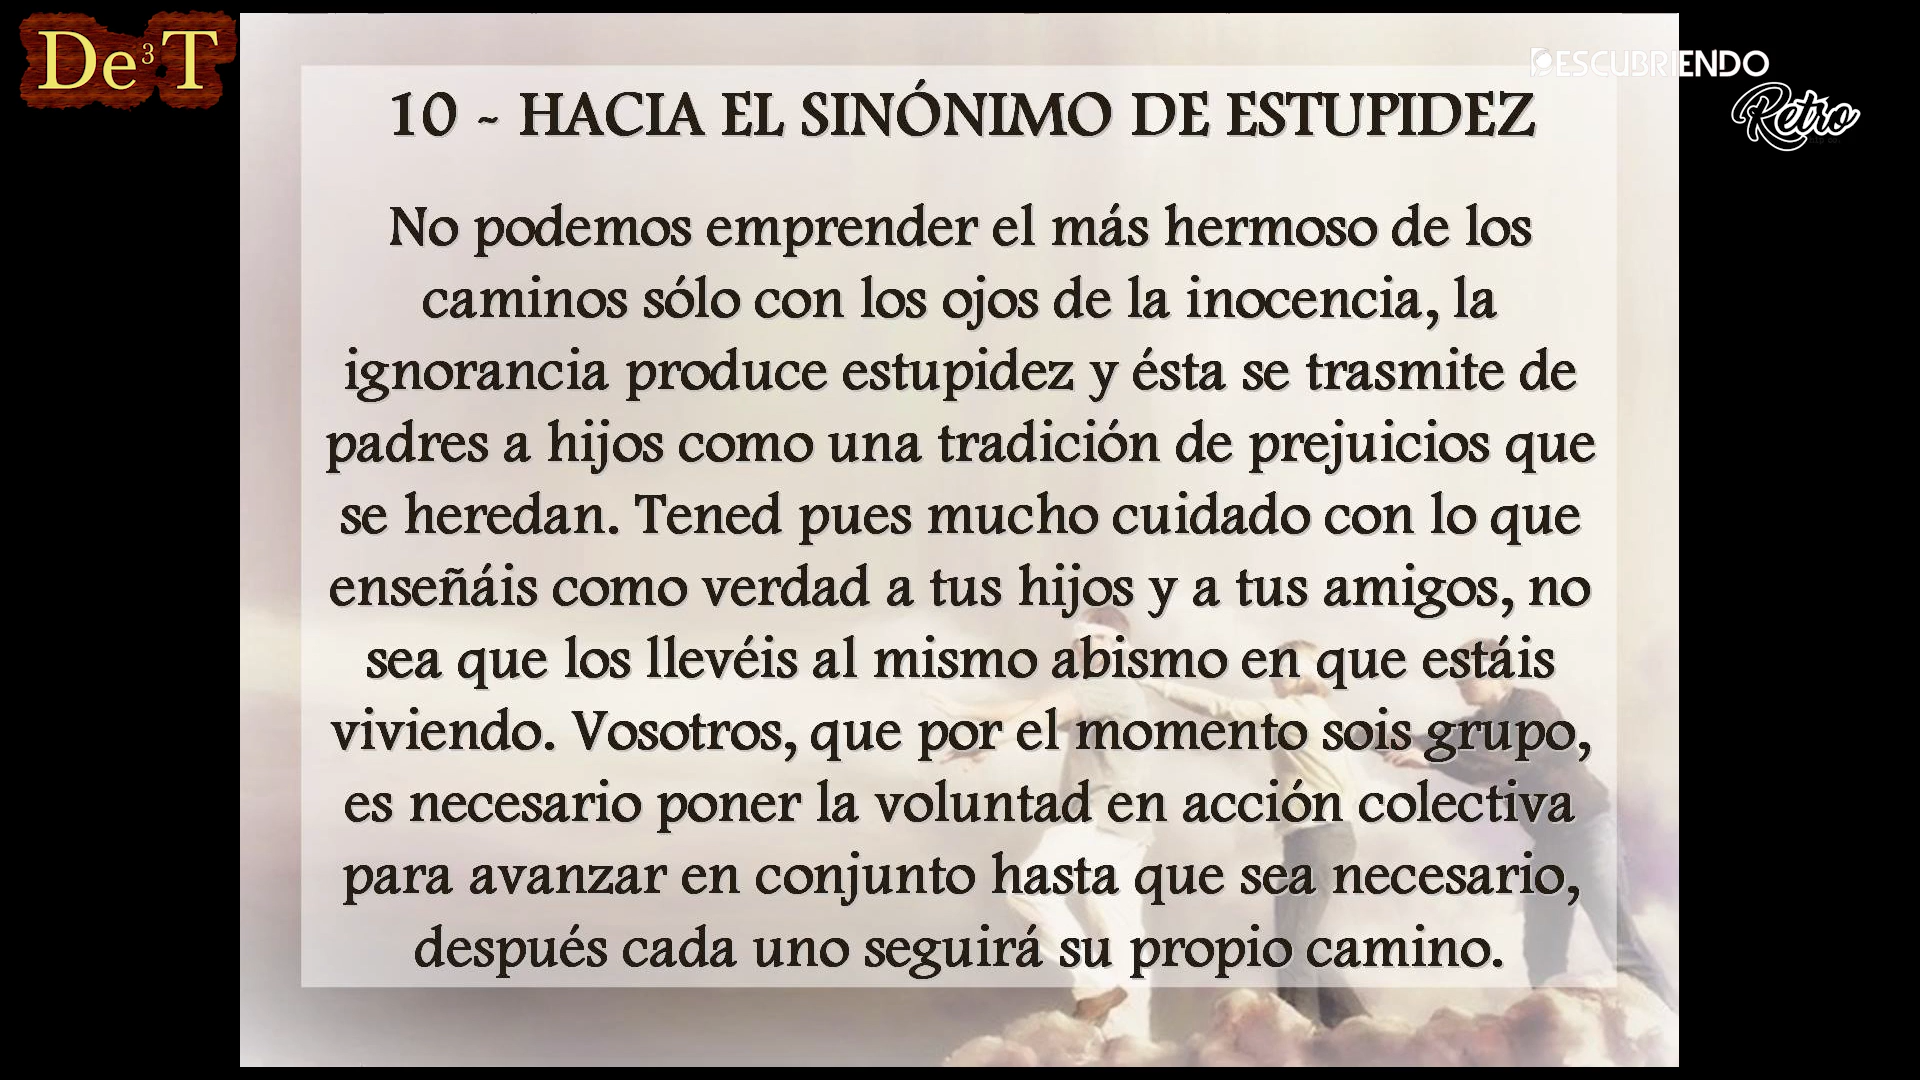 De³T
DESCUBRIENDO
Retro
10 - HACIA EL SINÓNIMO DE ESTUPIDEZ
No podemos emprender el más hermoso de los
caminos sólo con los ojos de la inocencia, la
ignorancia produce estupidez y ésta se trasmite de
padres a hijos como una tradición de prejuicios que
se heredan. Tened pues mucho cuidado con lo que
enseñáis como verdad a tus hijos y a tus amigos, no
sea que los llevéis al mismo abismo en que estáis
viviendo. Vosotros, que por el momento sois grupo,
es necesario poner la voluntad en acción colectiva
para avanzar en conjunto hasta que sea necesario,
después cada uno seguirá su propio camino.